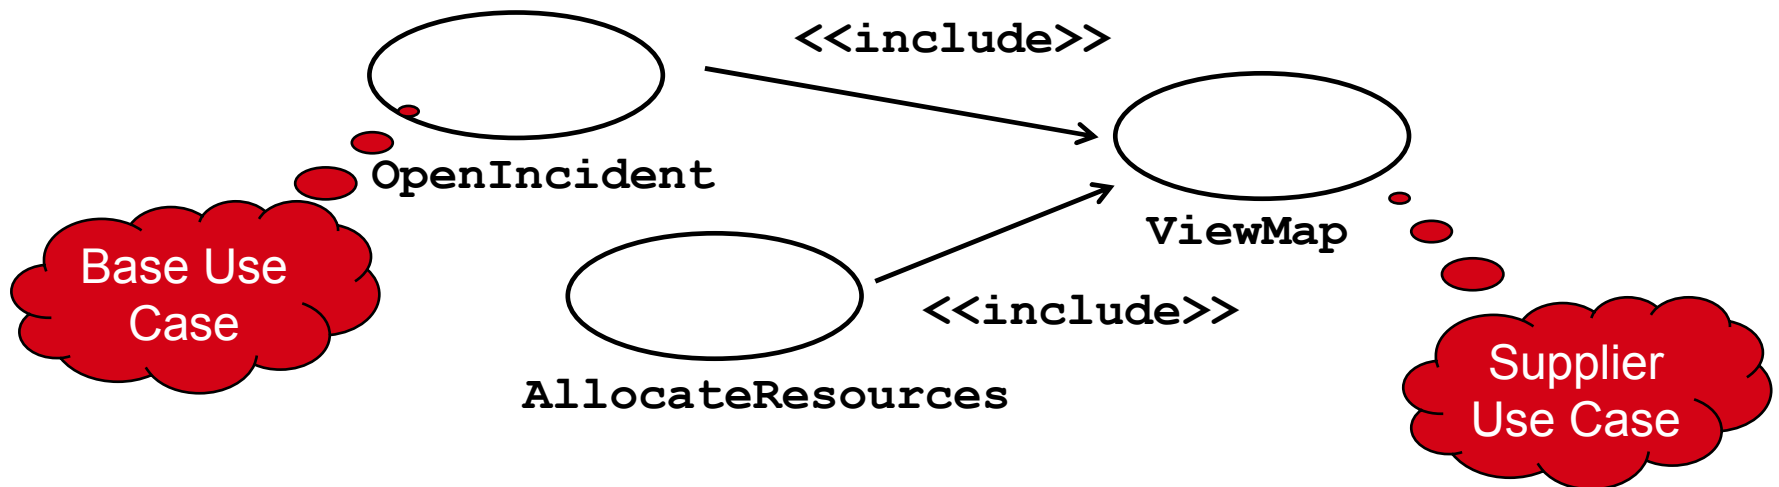 <<include>>
OpenIncident
ViewMap
Base Use
Case
<<include>>
AllocateResources
Supplier
Use Case